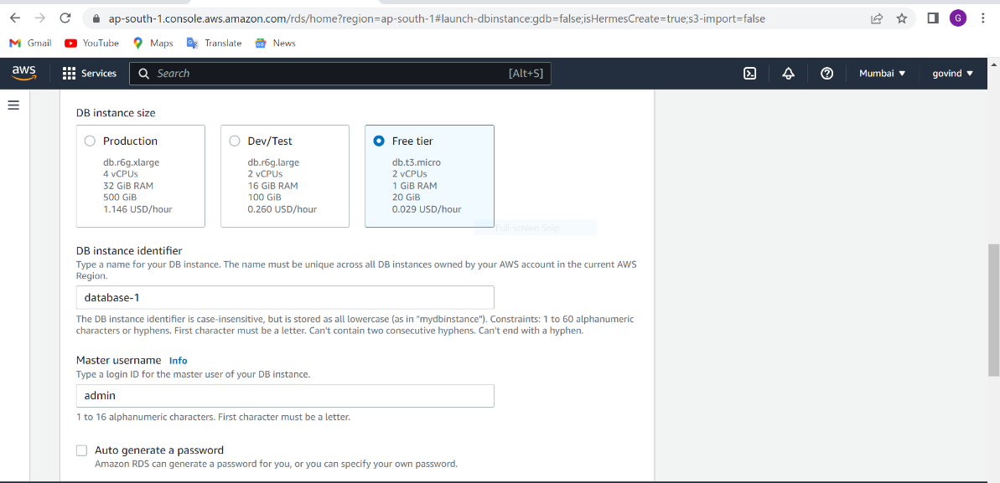 ap-south-1.console.aws.amazon.com/rds/home?region=ap-south-1#launch-dbinstance:gdb=false;isHermesCreate=true;s3-import=false
G
Gmail YouTube Maps Translate News
aws Services Search [Alt+S] Mumbai govind
DB instance size
Production
db.r6g.xlarge
4 vCPUs
32 GiB RAM
500 GiB
1.146 USD/hour
Dev/Test
db.r6g.large
2 vCPUs
16 GiB RAM
100 GiB
0.260 USD/hour
Free tier
db.t3.micro
2 vCPUs
1 GiB RAM
20 GiB
0.029 USD/hour
Full-screen Snip
DB instance identifier
Type a name for your DB instance. The name must be unique across all DB instances owned by your AWS account in the current AWS
Region.
database-1
The DB instance identifier is case-insensitive, but is stored as all lowercase (as in "mydbinstance"). Constraints: 1 to 60 alphanumeric
characters or hyphens. First character must be a letter. Can't contain two consecutive hyphens. Can't end with a hyphen.
Master username Info
Type a login ID for the master user of your DB instance.
admin
1 to 16 alphanumeric characters. First character must be a letter.
Auto generate a password
Amazon RDS can generate a password for you, or you can specify your own password.